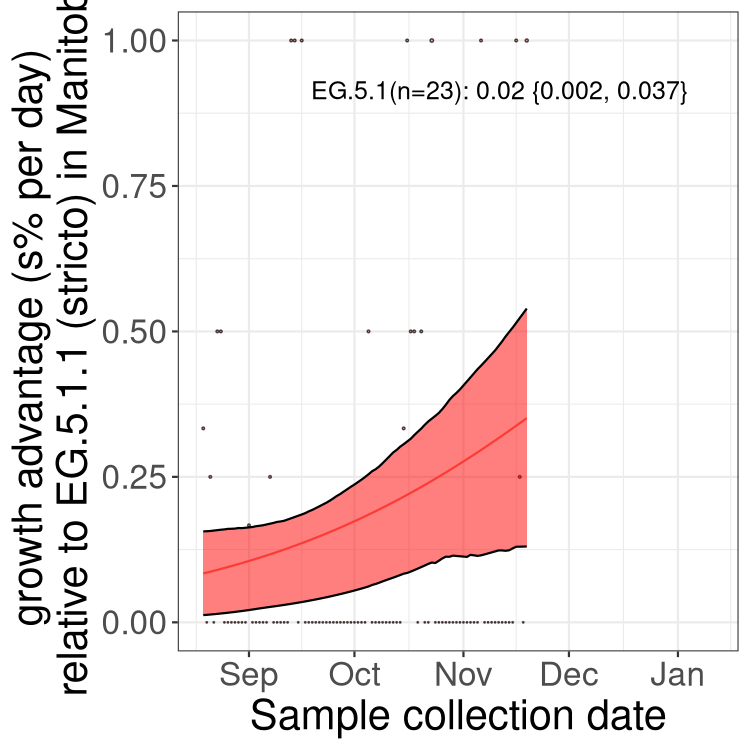 growth advantage (s% per day)
relative to EG.5.1.1 (stricto) in Manitob
1.00
0.75
0.50
0.25
0.00
EG.5.1(n=23): 0.02 {0.002, 0.037}
Sep Oct Nov Dec Jan
Sample collection date